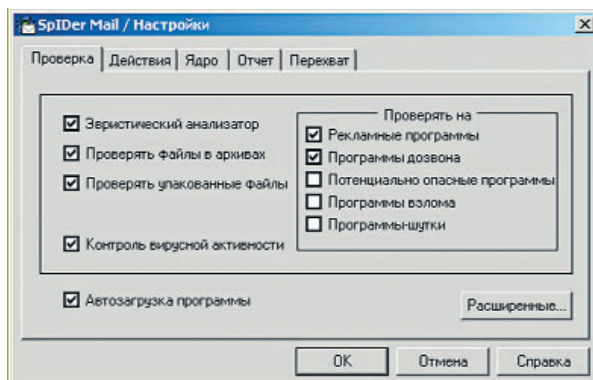 SpIDer Mail / Настройки
Проверка Действия Ядро Отчет Перехват
Эвристический анализатор
Проверять файлы в архивах
Проверять упакованные файлы
Контроль вирусной активности
Проверять на
Рекламные программы
Программы дозвона
Потенциально опасные программы
Программы взлома
Программы-шутки
Автозагрузка программы
Расширенные...
OK Отмена Справка